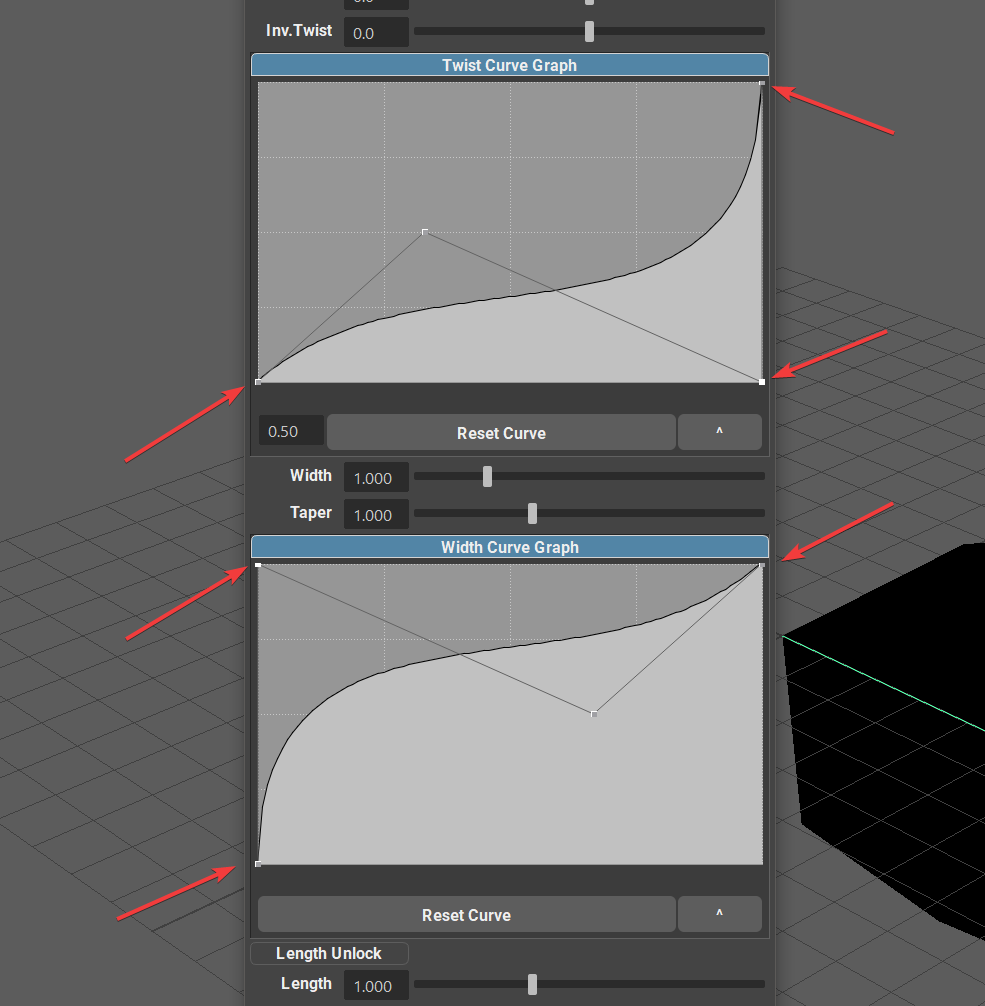 Inv.Twist 0.0
Twist Curve Graph
0.50 Reset Curve ^
Width 1.000
Taper 1.000
Width Curve Graph
Reset Curve ^
Length Unlock
Length 1.000